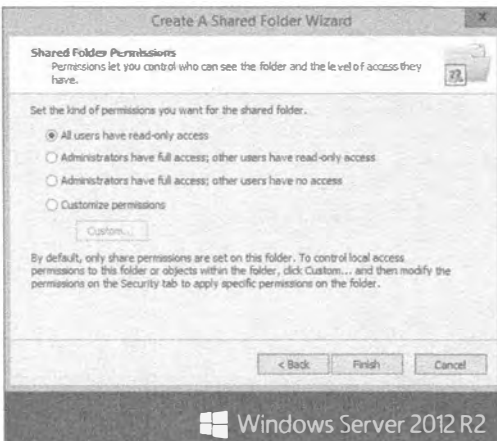 Create A Shared Folder Wizard
Shared Folder Permissions
Permissions let you control who can see the folder and the level of access they
have.
Set the kind of permissions you want for the shared folder.
All users have read-only access
Administrators have full access; other users have read-only access
Administrators have full access; other users have no access
Customize permissions
Custom...
By default, only share permissions are set on this folder. To control local access
permissions to this folder or objects within the folder, click Custom... and then modify the
permissions on the Security tab to apply specific permissions on the folder.
< Back Finish Cancel
Windows Server 2012 R2